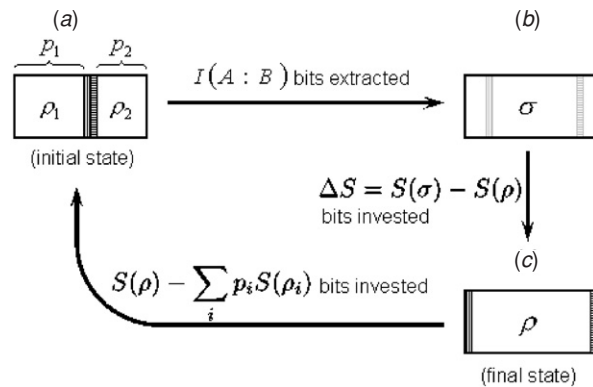 (a)
(b)
p₁ p₂
I(A : B) bits extracted
ρ₁ ρ₂
σ
(initial state)
ΔS = S(σ) − S(ρ)
bits invested
(c)
S(ρ) − ∑ᵢ pᵢS(ρᵢ) bits invested
ρ
(final state)